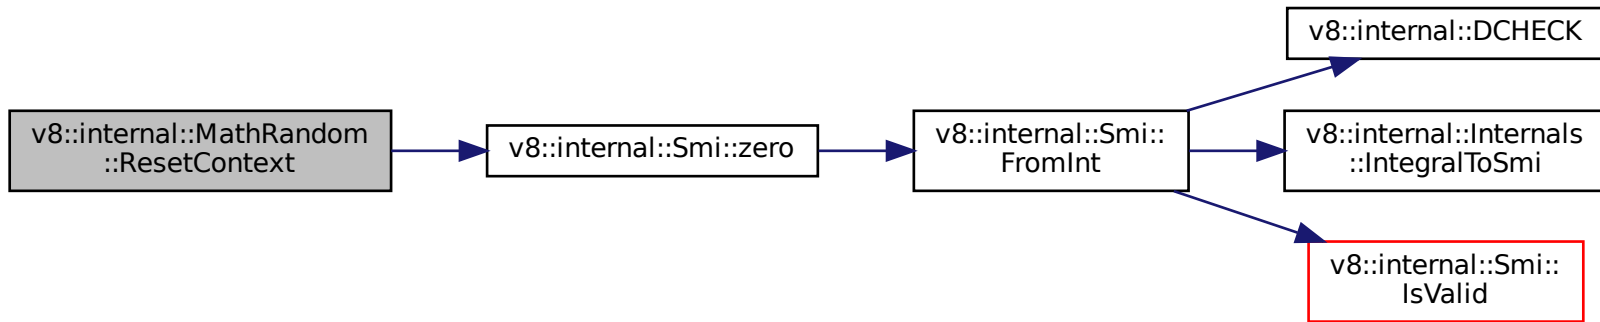 v8::internal::MathRandom
::ResetContext
v8::internal::Smi::zero
v8::internal::Smi::
FromInt
v8::internal::DCHECK
v8::internal::Internals
::IntegralToSmi
v8::internal::Smi::
IsValid